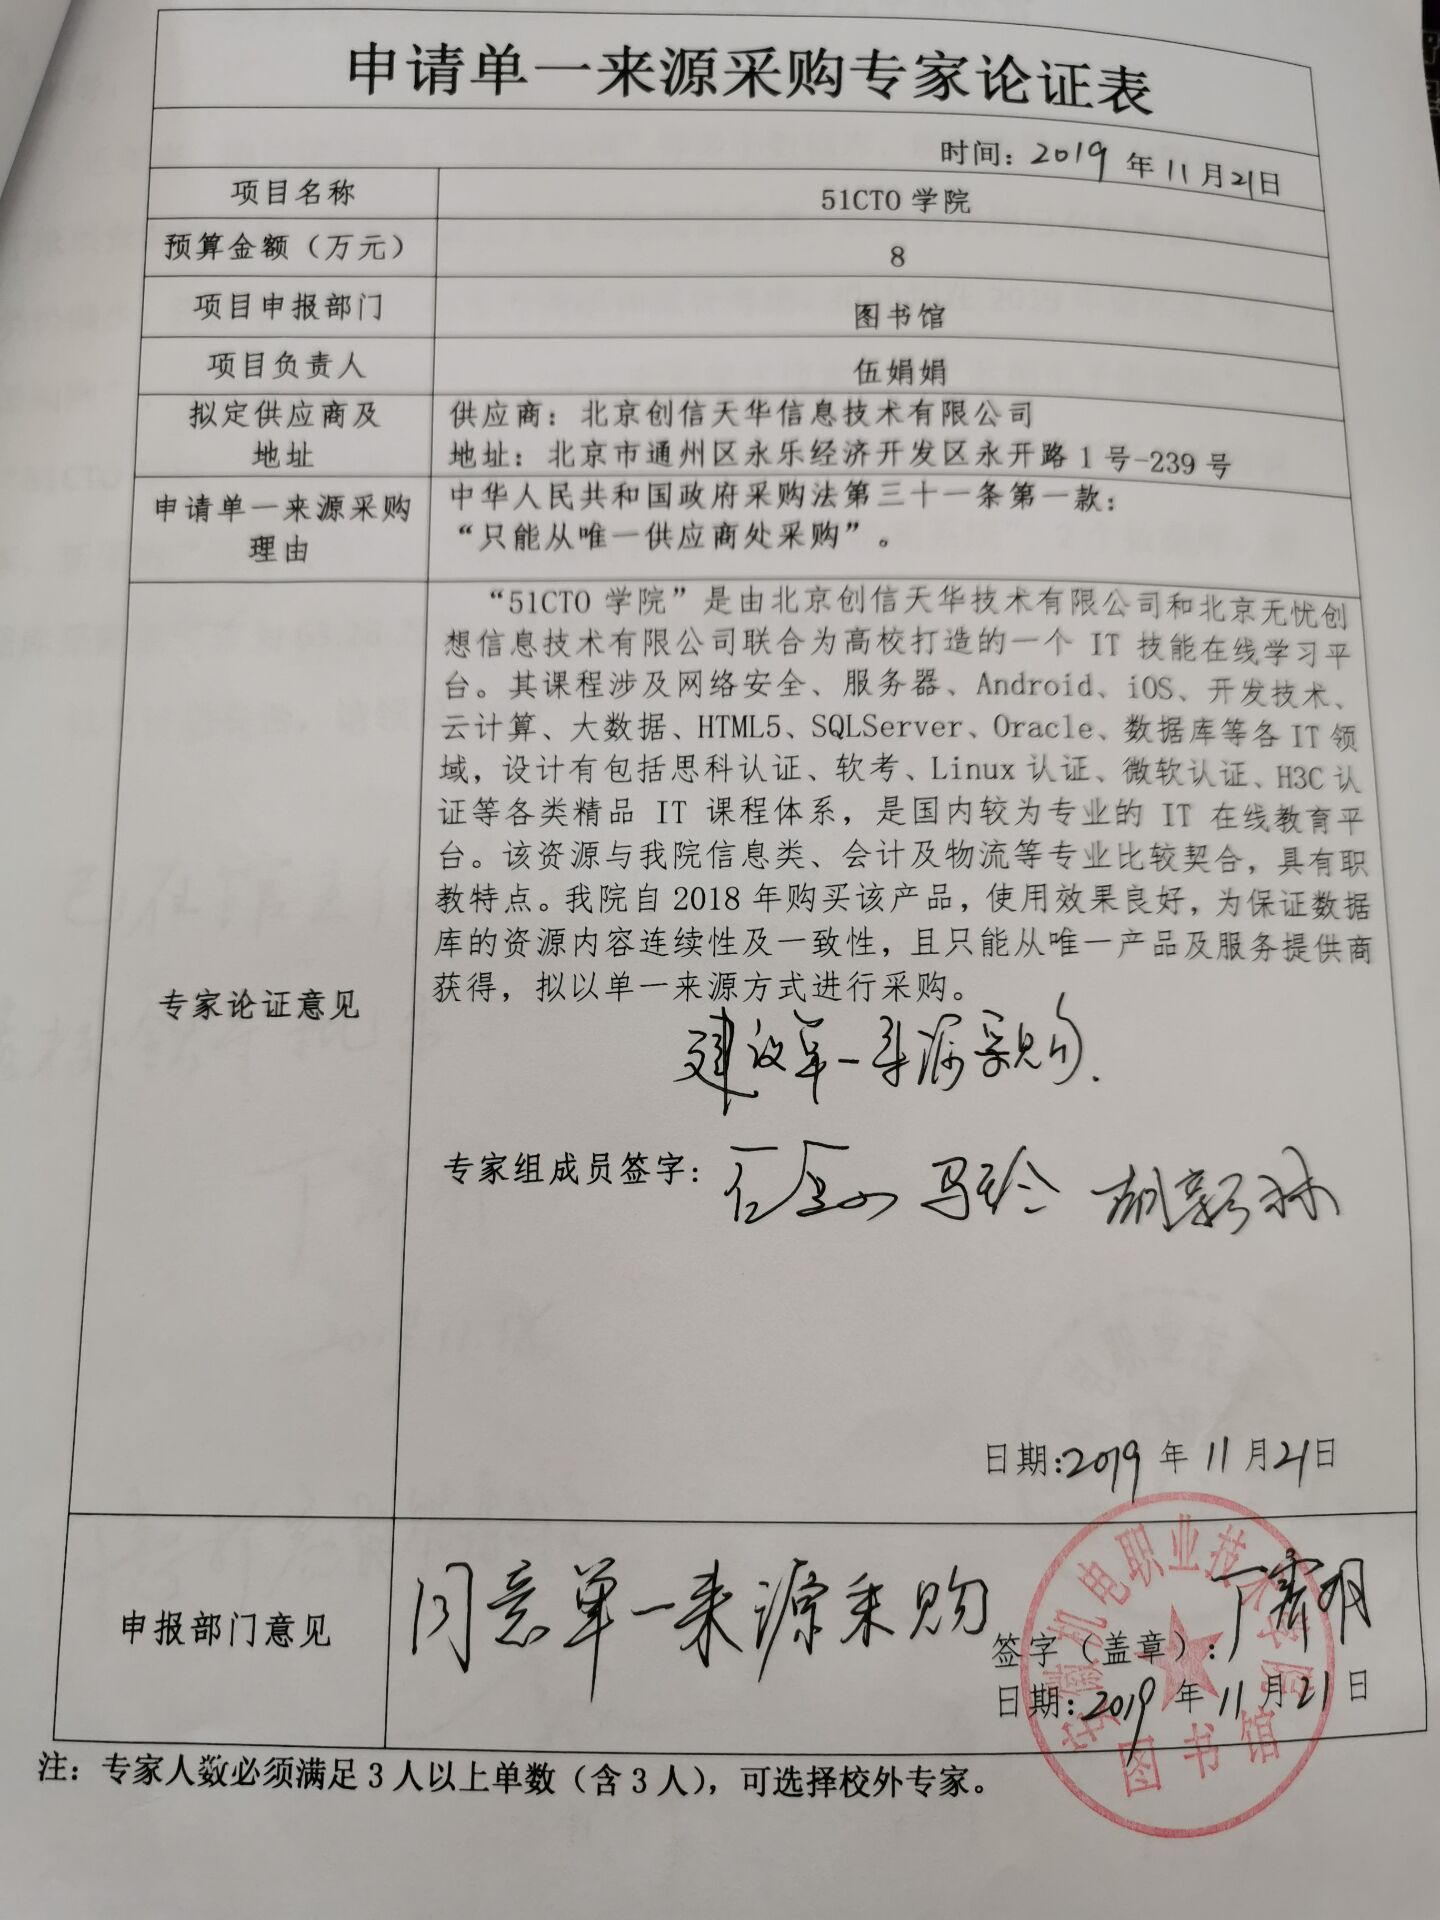 申请单一来源采购专家论证表
时间：2019年11月21日
项目名称 51CTO 学院
预算金额（万元） 8
项目申报部门 图书馆
项目负责人 伍娟娟
拟定供应商及地址
供应商：北京创信天华信息技术有限公司
地址：北京市通州区永乐经济开发区永开路 1 号-239 号
申请单一来源采购理由
中华人民共和国政府采购法第三十一条第一款：
“只能从唯一供应商处采购”。
专家论证意见
“51CTO 学院”是由北京创信天华技术有限公司和北京无忧创
想信息技术有限公司联合为高校打造的一个 IT 技能在线学习平
台。其课程涉及网络安全、服务器、Android、iOS、开发技术、
云计算、大数据、HTML5、SQLServer、Oracle、数据库等各 IT 领
域，设计有包括思科认证、软考、Linux 认证、微软认证、H3C 认
证等各类精品 IT 课程体系，是国内较为专业的 IT 在线教育平
台。该资源与我院信息类、会计及物流等专业比较契合，具有职
教特点。我院自 2018 年购买该产品，使用效果良好，为保证数据
库的资源内容连续性及一致性，且只能从唯一产品及服务提供商
获得，拟以单一来源方式进行采购。
建议单一来源采购.
专家组成员签字： 马玲
日期：2019 年 11 月 21 日
申报部门意见
同意单一来源采购
签字（盖章）：
日期：2019 年 11 月 21 日
安徽机电职业技术学院
图书馆
注：专家人数必须满足 3 人以上单数（含 3 人），可选择校外专家。